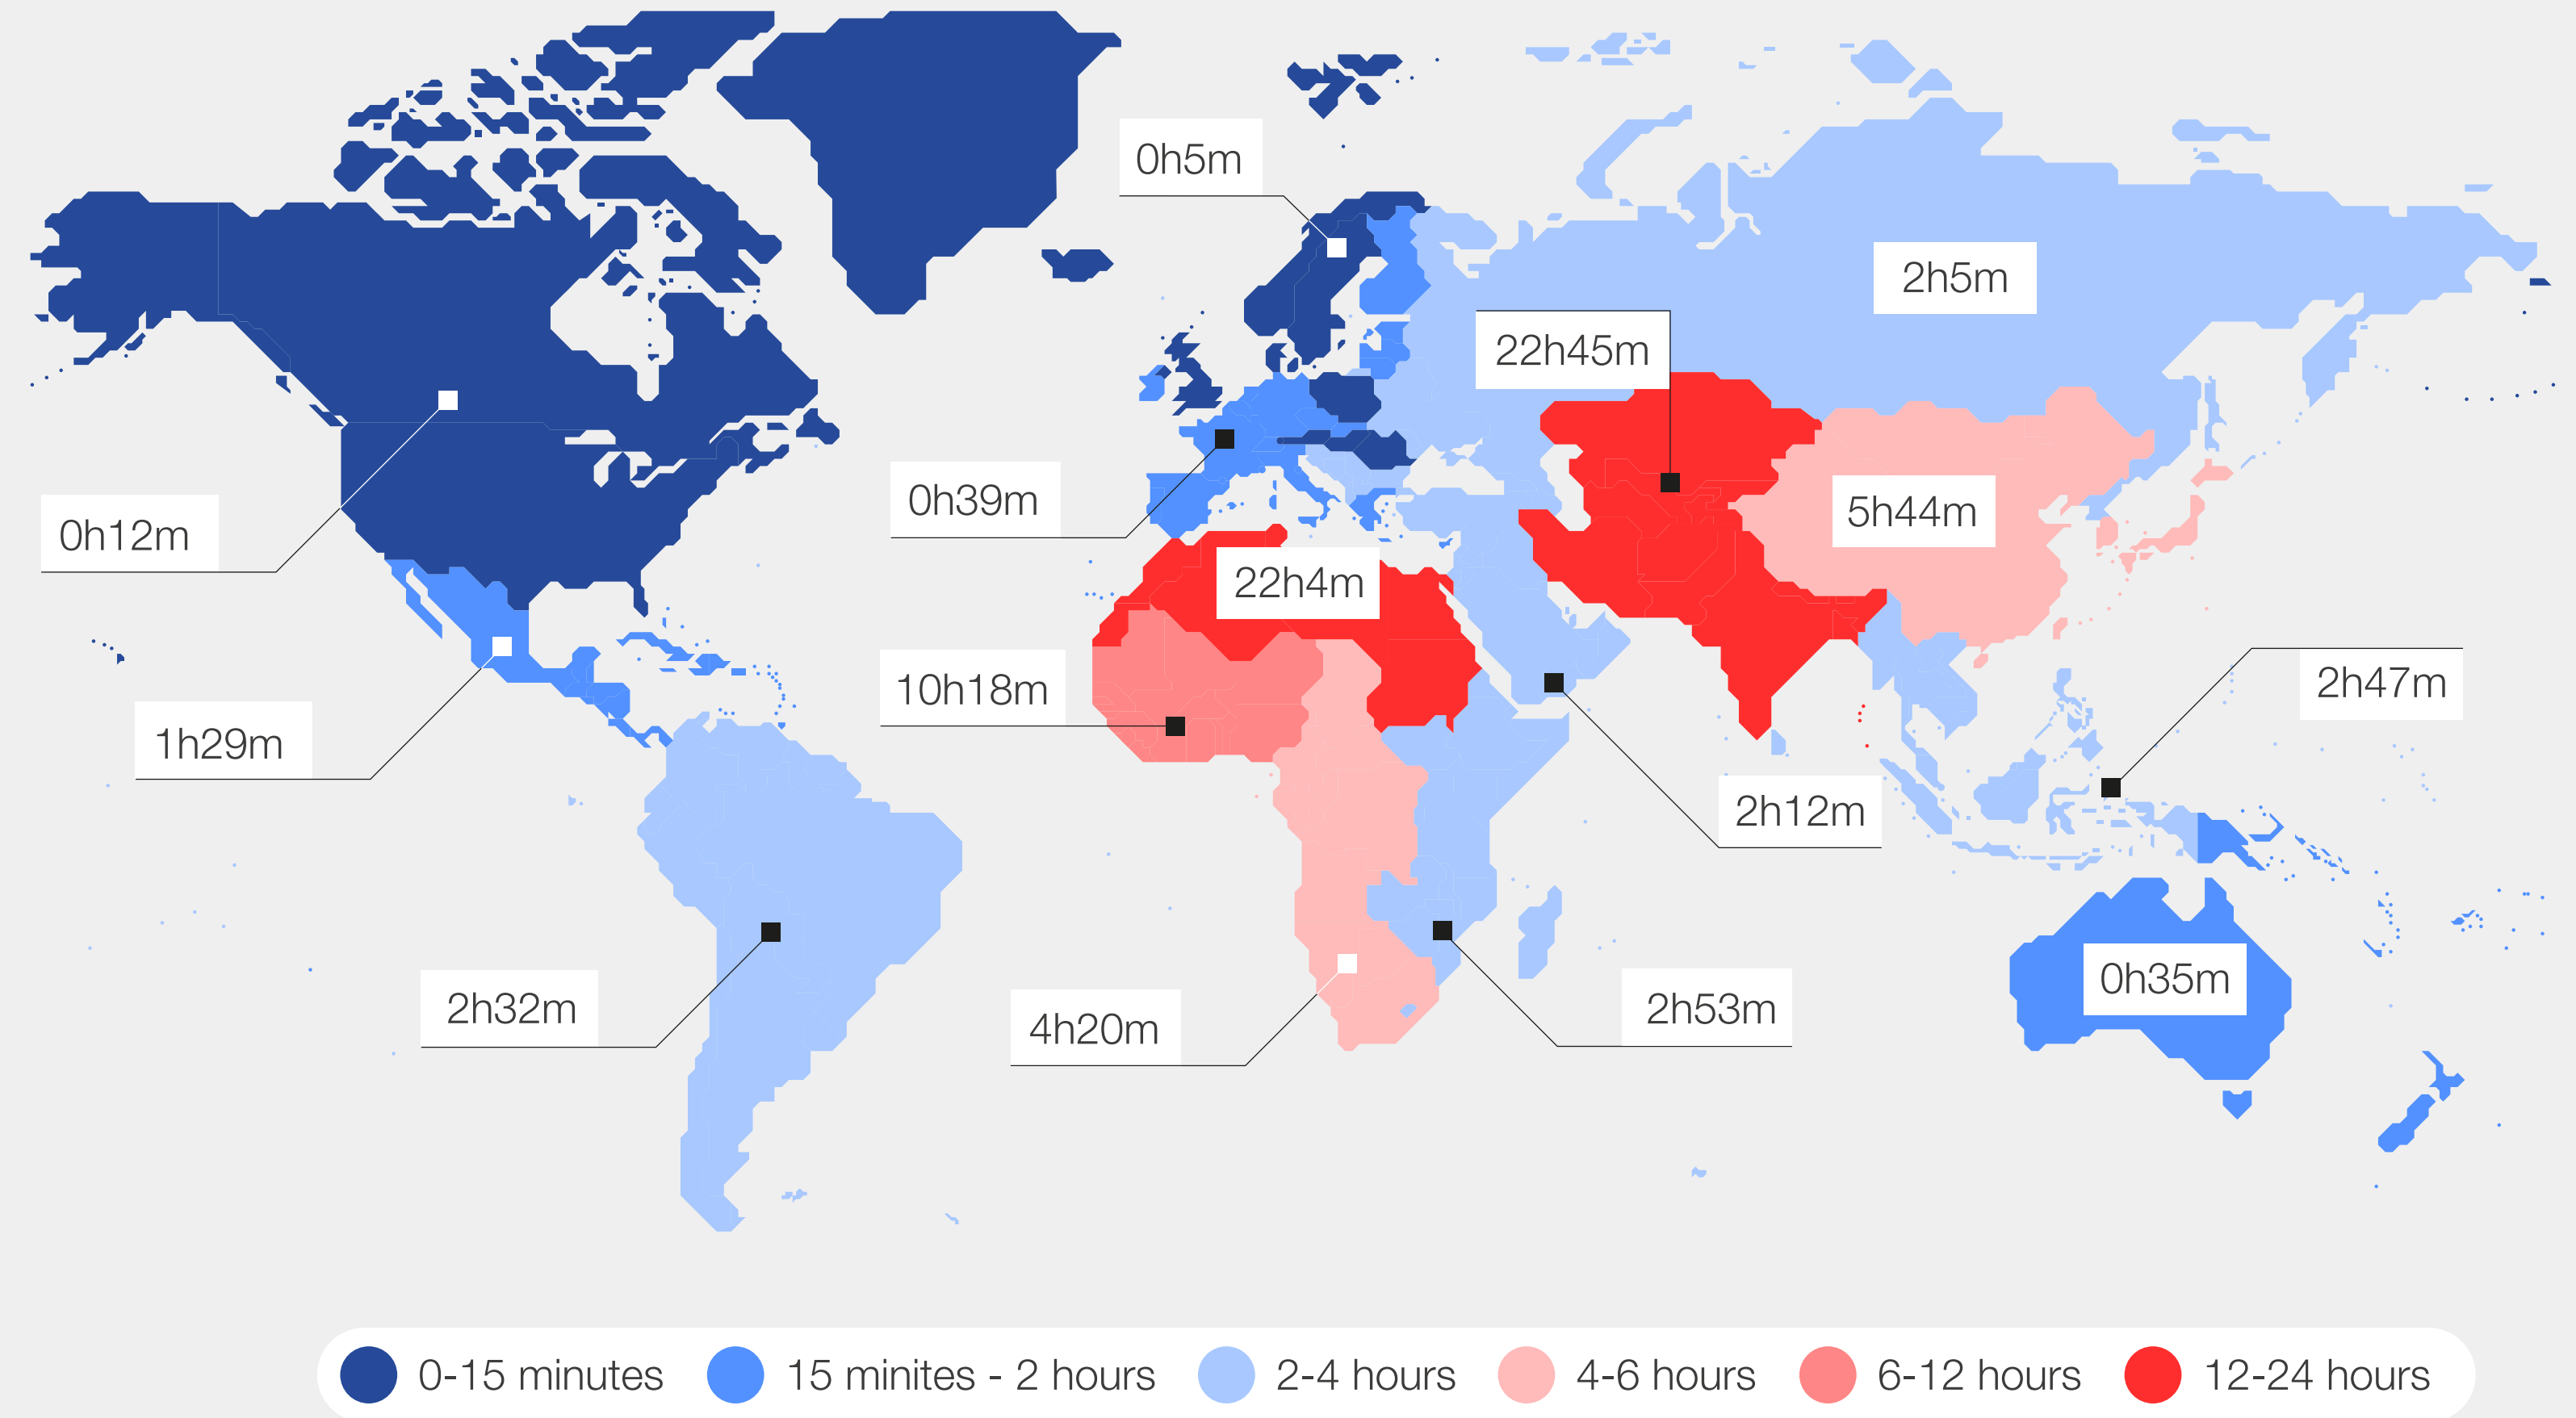 0h5m
2h5m
22h45m
0h12m
0h39m
5h44m
22h4m
10h18m
2h47m
1h29m
2h12m
2h32m
4h20m
2h53m
0h35m
0-15 minutes
15 minites - 2 hours
2-4 hours
4-6 hours
6-12 hours
12-24 hours